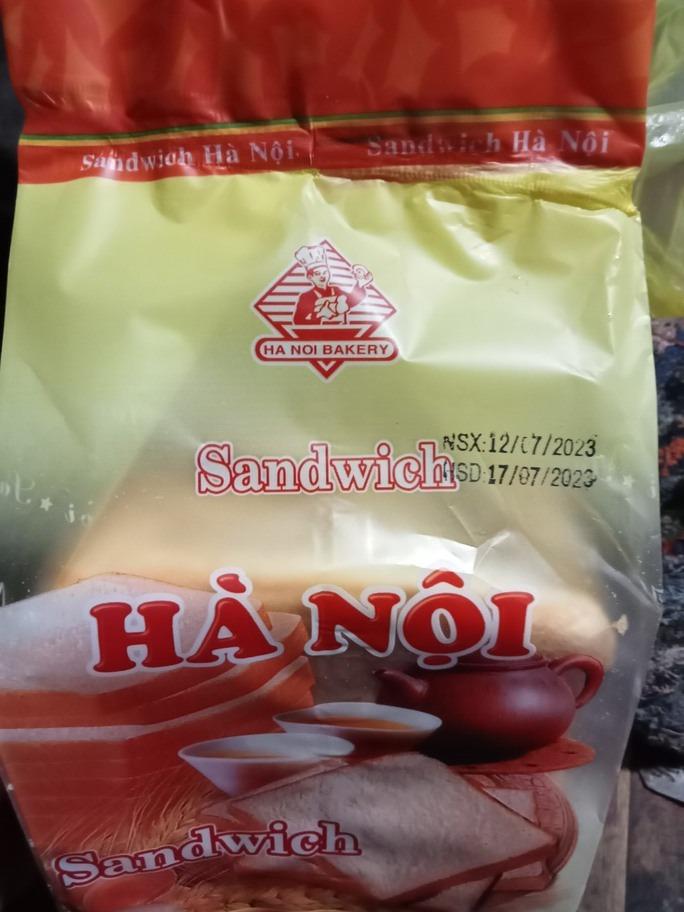 Sandwich Hà Nội
Sandwich Hà Nội
HA NOI BAKERY
NSX:12/07/2023
HSD:17/07/2023
Sandwich
HÀ NỘI
Sandwich